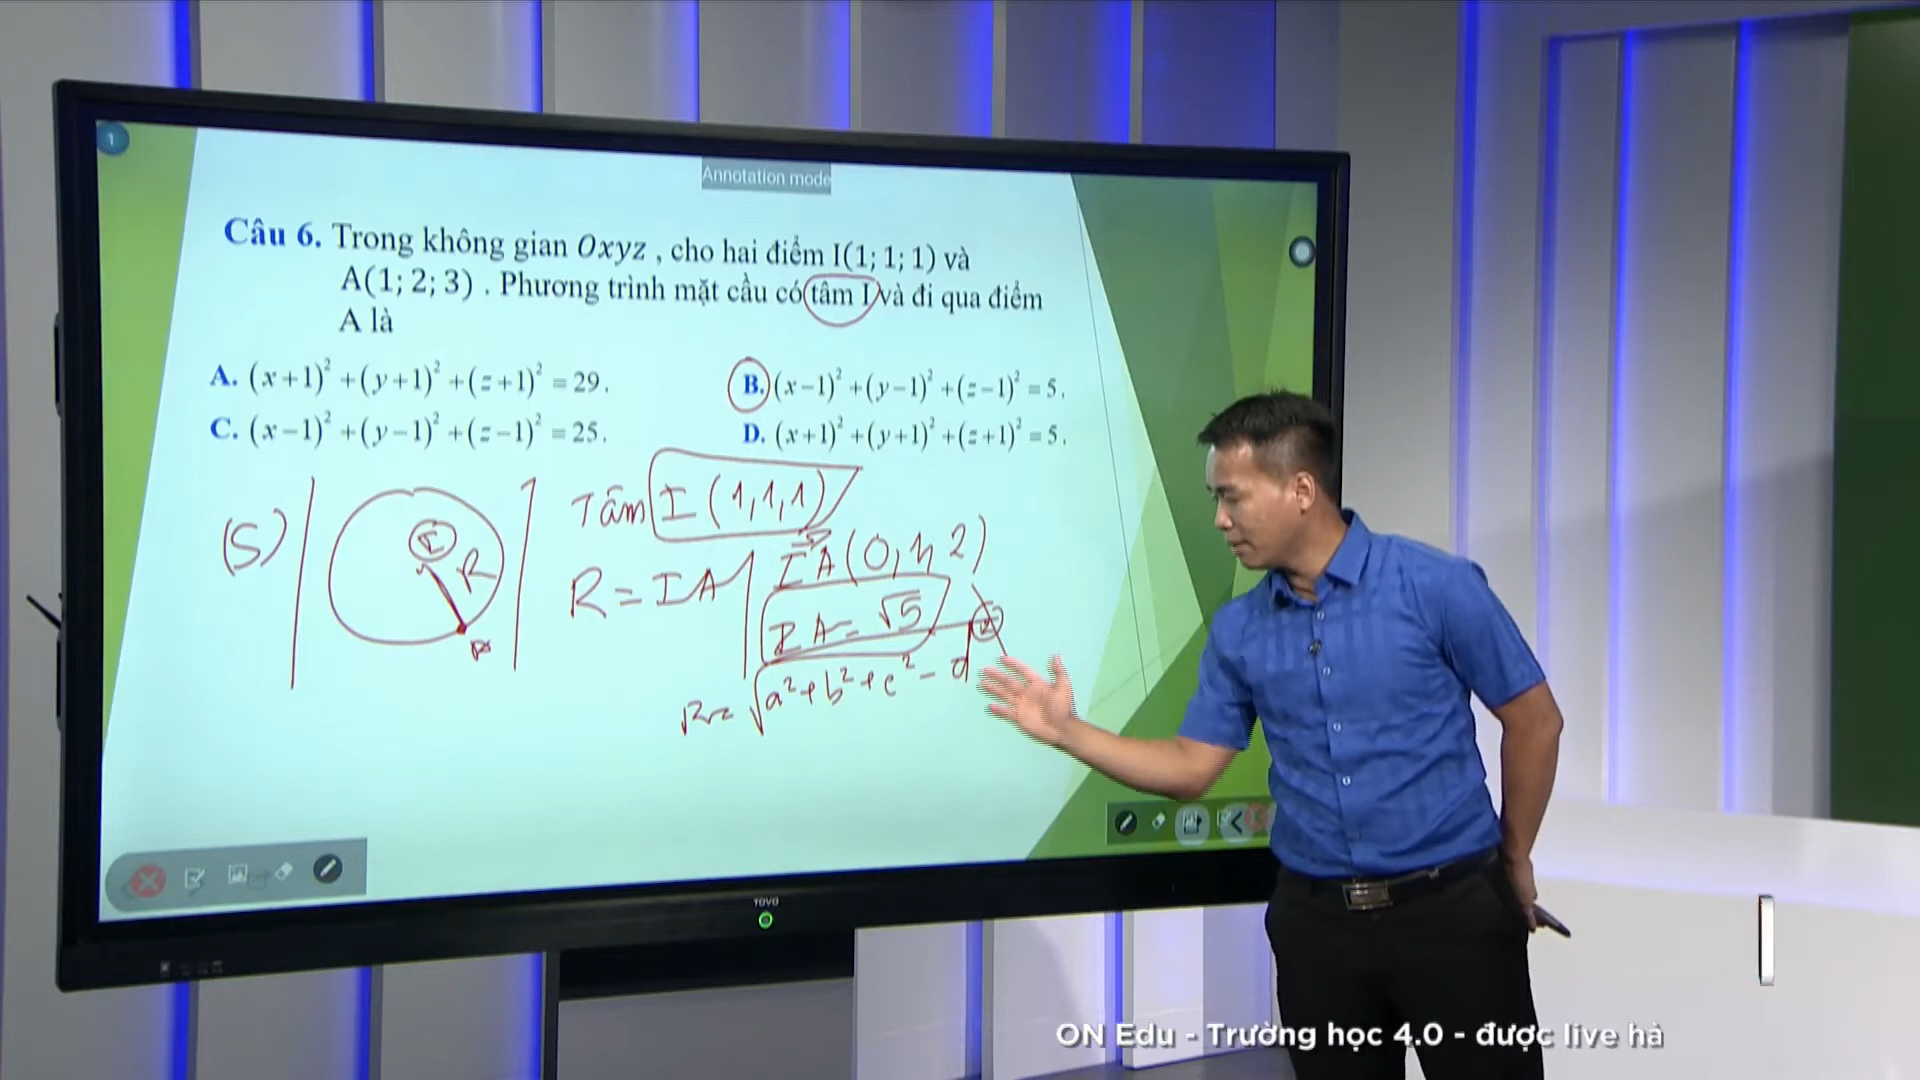 1
Annotation mode
Câu 6. Trong không gian Oxyz , cho hai điểm I(1; 1; 1) và
A(1; 2; 3) . Phương trình mặt cầu có tâm I và đi qua điểm
A là
A. (x+1)² +(y+1)² +(z+1)² = 29.
B. (x−1)² +(y−1)² +(z−1)² = 5.
C. (x−1)² +(y−1)² +(z−1)² = 25.
D. (x+1)² +(y+1)² +(z+1)² = 5.
(S)
I
R
A
Tâm I (1,1,1)
R = IA
IA (0,1,2)
IA = √5
R = √a²+b²+c²-d
TOVO
ON Edu - Trường học 4.0 - được live hà